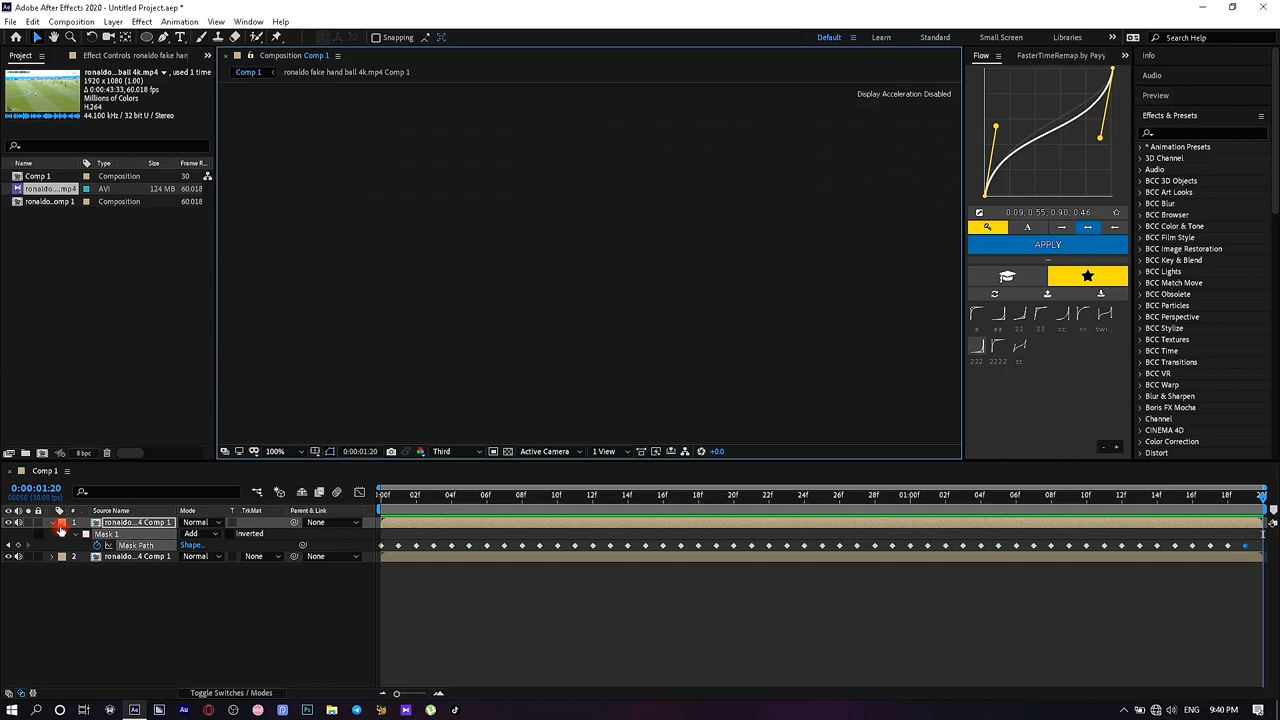 Adobe After Effects 2020 - Untitled Project.aep *
File Edit Composition Layer Effect Animation View Window Help
Snapping
Default Learn Standard Small Screen Libraries
Search Help
Project
Effect Controls ronaldo fake han
Composition Comp 1
Flow
FasterTimeRemap by Payy
Info
Comp 1
ronaldo fake hand ball 4k.mp4 Comp 1
ronaldo...ball 4k.mp4 , used 1 time
1920 x 1080 (1.00)
Δ 0:00:43:33, 60.018 fps
Millions of Colors
H.264
44.100 kHz / 32 bit U / Stereo
Display Acceleration Disabled
Audio
Preview
Effects & Presets
Name Type Size Frame R
Comp 1 Composition 30
ronaldo....mp4 AVI 124 MB 60.018
ronaldo..omp 1 Composition 60.018
0.09, 0.55, 0.90, 0.46
A
APPLY
a aa 22
222 2222
* Animation Presets
3D Channel
Audio
BCC 3D Objects
BCC Art Looks
BCC Blur
BCC Browser
BCC Color & Tone
BCC Film Style
BCC Image Restoration
BCC Key & Blend
BCC Lights
BCC Match Move
BCC Obsolete
BCC Particles
BCC Perspective
BCC Stylize
BCC Textures
BCC Time
BCC Transitions
BCC VR
BCC Warp
Blur & Sharpen
Boris FX Mocha
Channel
CINEMA 4D
Color Correction
Distort
8 bpc
100% 0:00:01:20 Third Active Camera 1 View +0.0
Comp 1
0:00:01:20
00050 (30.00 fps)
# Source Name Mode T TrkMat Parent & Link
:00f 02f 04f 06f 08f 10f 12f 14f 16f 18f 20f 22f 24f 26f 28f 01:00f 02f 04f 06f 08f 10f 12f 14f 16f 18f 20f
1 ronaldo...4 Comp 1 Normal None
Mask 1 Add Inverted
Mask Path Shape...
2 ronaldo...4 Comp 1 Normal None None
Toggle Switches / Modes
ENG 9:40 PM